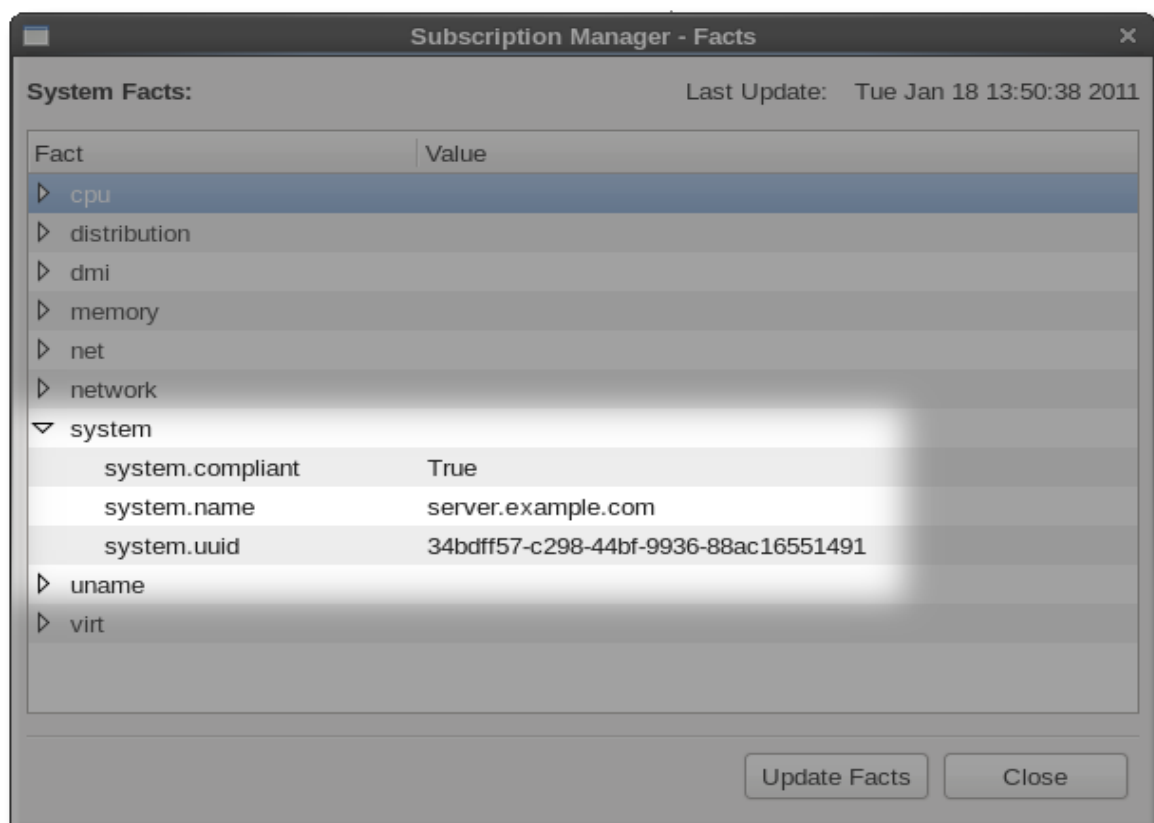 Subscription Manager - Facts
System Facts: Last Update: Tue Jan 18 13:50:38 2011
Fact Value
cpu
distribution
dmi
memory
net
network
system
system.compliant True
system.name server.example.com
system.uuid 34bdff57-c298-44bf-9936-88ac16551491
uname
virt
Update Facts Close